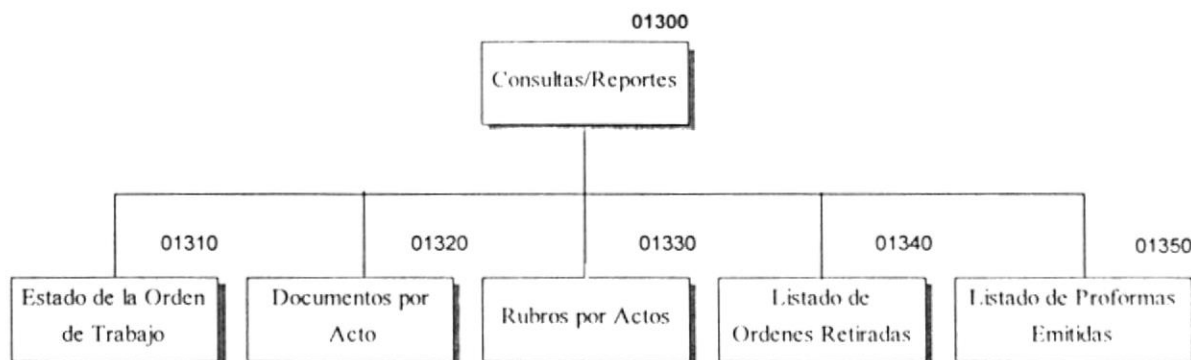 01300
Consultas/Reportes
01310
01320
01330
01340
01350
Estado de la Orden
de Trabajo
Documentos por
Acto
Rubros por Actos
Listado de
Ordenes Retiradas
Listado de Proformas
Emitidas